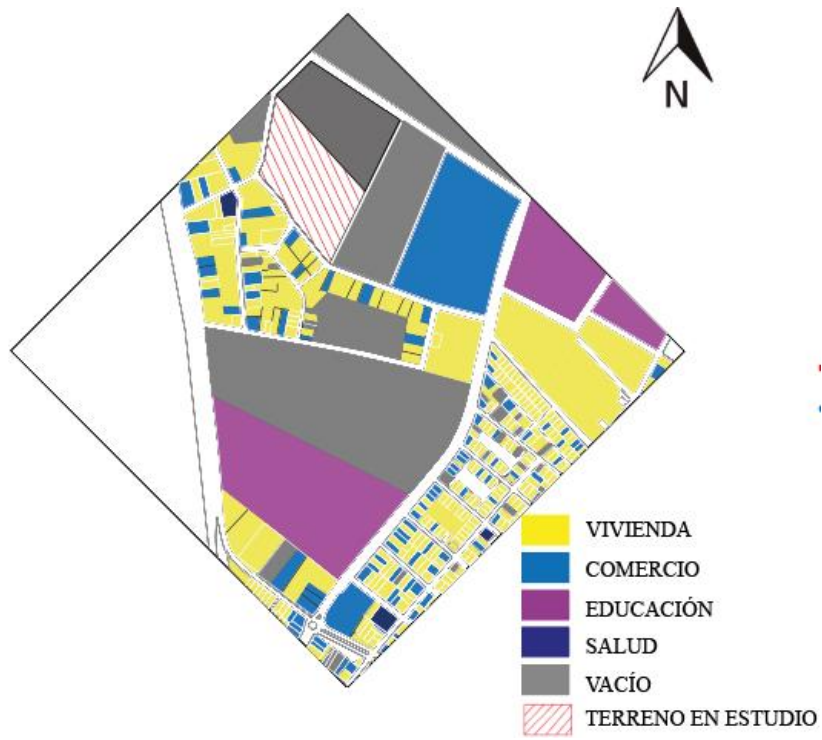 N
VIVIENDA
COMERCIO
EDUCACIÓN
SALUD
VACÍO
TERRENO EN ESTUDIO